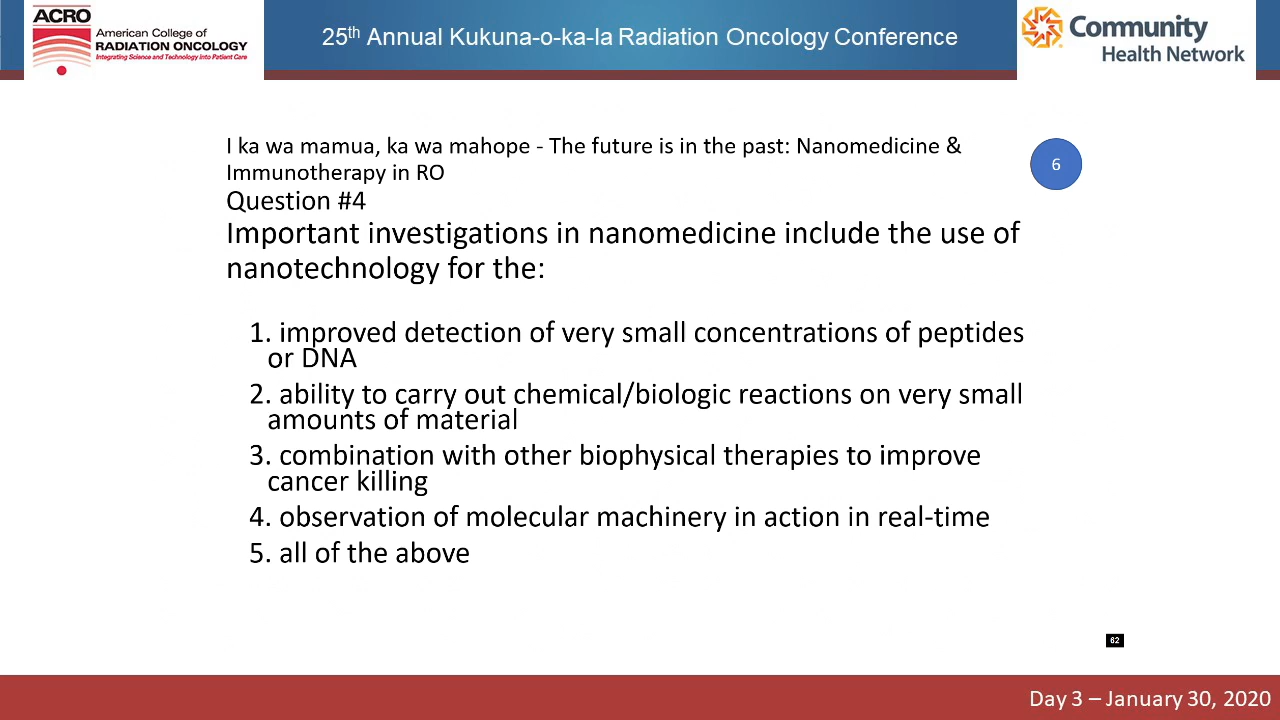 ACRO
American College of
RADIATION ONCOLOGY
Integrating Science and Technology Into Patient Care
25th Annual Kukuna-o-ka-la Radiation Oncology Conference
Community
Health Network
I ka wa mamua, ka wa mahope - The future is in the past: Nanomedicine &
Immunotherapy in RO
6
Question #4
Important investigations in nanomedicine include the use of
nanotechnology for the:
1. improved detection of very small concentrations of peptides
or DNA
2. ability to carry out chemical/biologic reactions on very small
amounts of material
3. combination with other biophysical therapies to improve
cancer killing
4. observation of molecular machinery in action in real-time
5. all of the above
62
Day 3 – January 30, 2020